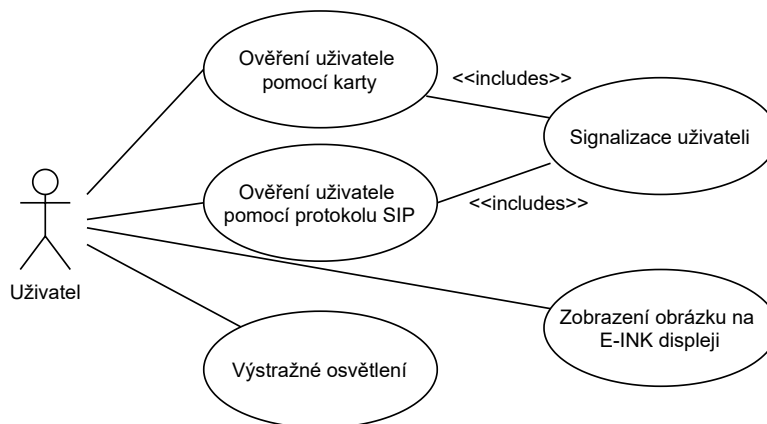 Ověření uživatele
pomocí karty
<<includes>>
Signalizace uživateli
Ověření uživatele
pomocí protokolu SIP
<<includes>>
Uživatel
Zobrazení obrázku na
E-INK displeji
Výstražné osvětlení